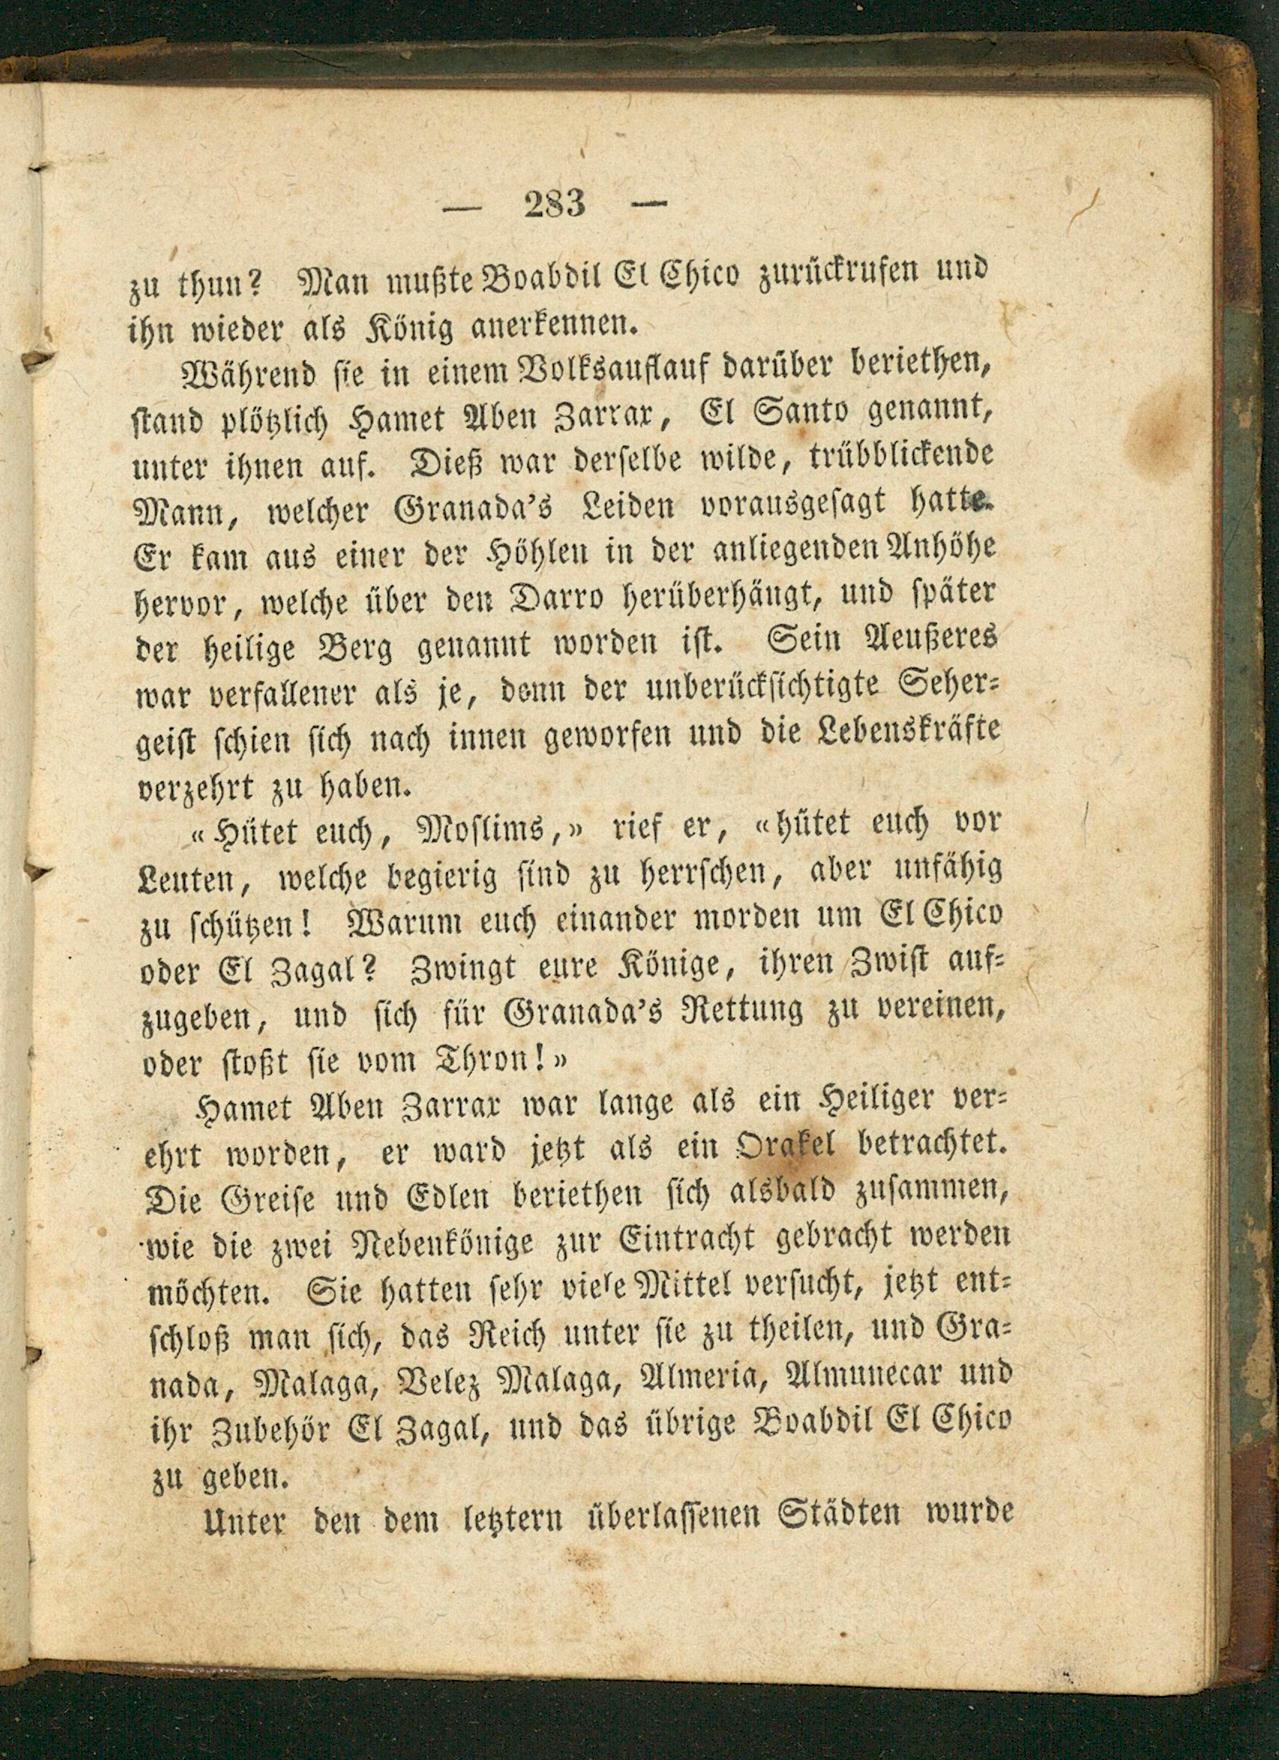 — 283 —
zu thun? Man mußte Boabdil El Chico zurückrufen und
ihn wieder als König anerkennen.
Während sie in einem Volksauflauf darüber beriethen,
stand plötzlich Hamet Aben Zarrax, El Santo genannt,
unter ihnen auf. Dieß war derselbe wilde, trübblickende
Mann, welcher Granada's Leiden vorausgesagt hatte.
Er kam aus einer der Höhlen in der anliegenden Anhöhe
hervor, welche über den Darro herüberhängt, und später
der heilige Berg genannt worden ist. Sein Aeußeres
war verfallener als je, denn der unberücksichtigte Seher-
geist schien sich nach innen geworfen und die Lebenskräfte
verzehrt zu haben.
«Hütet euch, Moslims,» rief er, «hütet euch vor
Leuten, welche begierig sind zu herrschen, aber unfähig
zu schützen! Warum euch einander morden um El Chico
oder El Zagal? Zwingt eure Könige, ihren Zwist auf-
zugeben, und sich für Granada's Rettung zu vereinen,
oder stoßt sie vom Thron!»
Hamet Aben Zarrax war lange als ein Heiliger ver-
ehrt worden, er ward jetzt als ein Orakel betrachtet.
Die Greise und Edlen beriethen sich alsbald zusammen,
wie die zwei Nebenkönige zur Eintracht gebracht werden
möchten. Sie hatten sehr viele Mittel versucht, jetzt ent-
schloß man sich, das Reich unter sie zu theilen, und Gra-
nada, Malaga, Velez Malaga, Almeria, Almunecar und
ihr Zubehör El Zagal, und das übrige Boabdil El Chico
zu geben.
Unter den dem letztern überlassenen Städten wurde